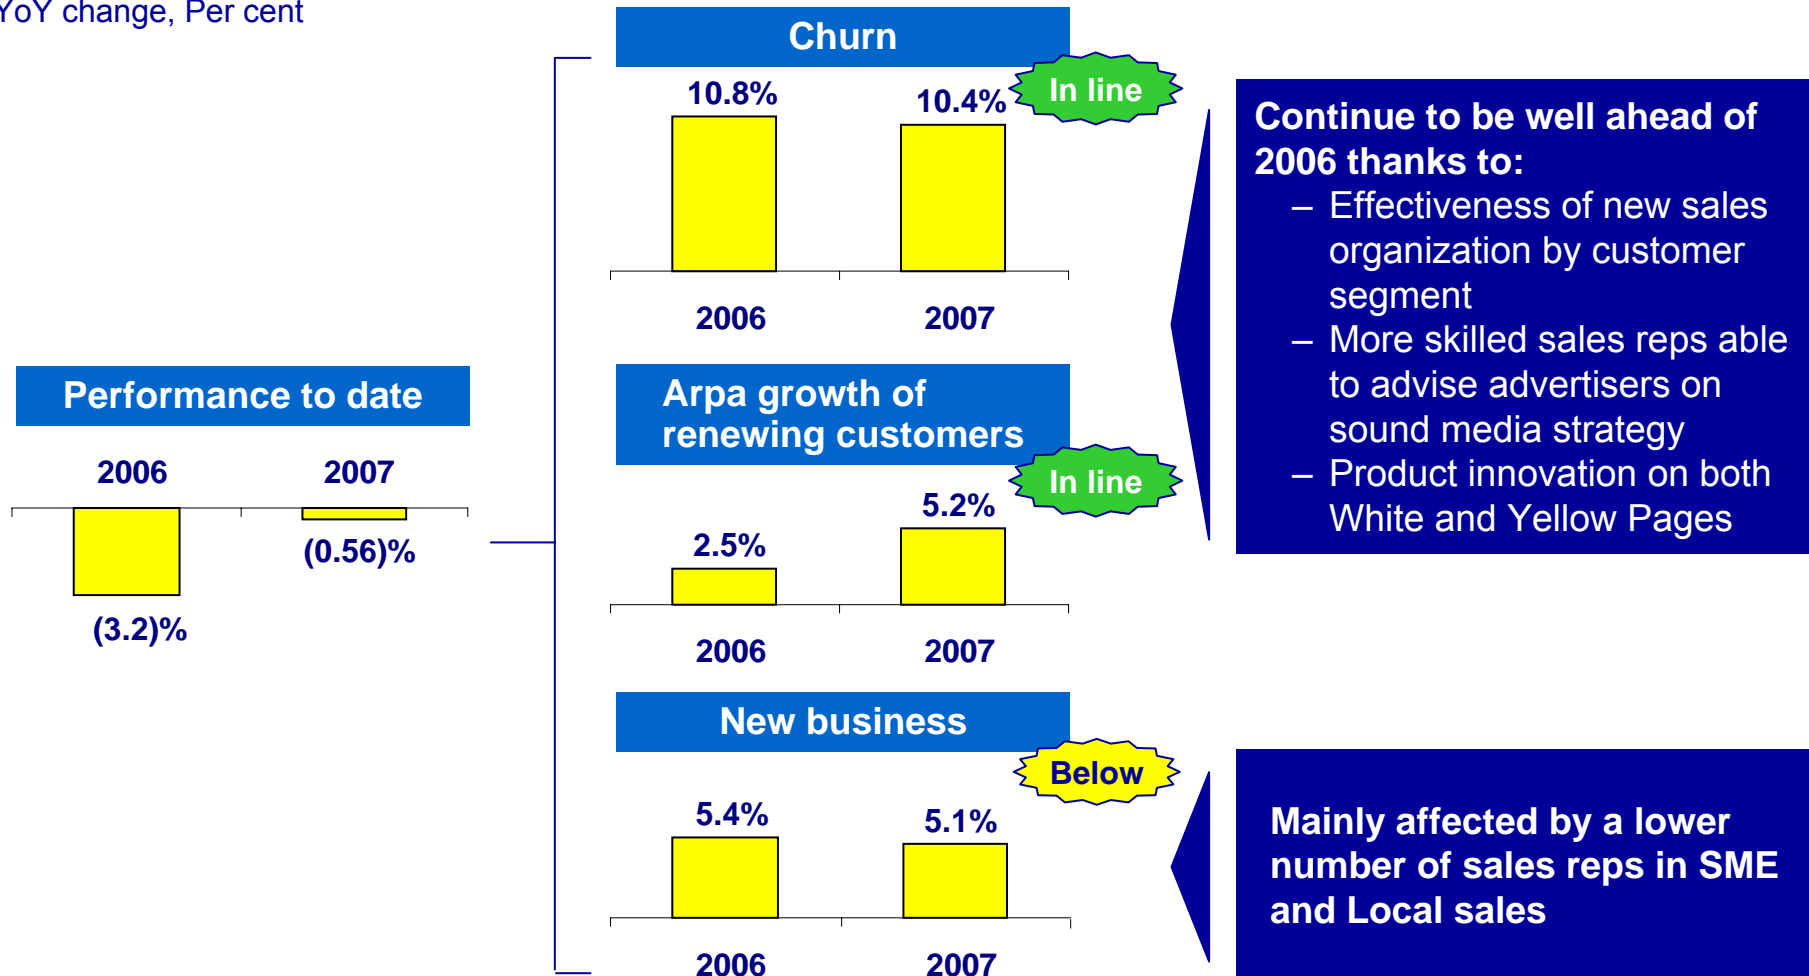 YoY change, Per cent
Performance to date
2006 2007
(0.56)%
(3.2)%
Churn
In line
10.8% 10.4%
2006 2007
Arpa growth of
renewing customers
In line
2.5% 5.2%
2006 2007
New business
Below
5.4% 5.1%
2006 2007
Continue to be well ahead of
2006 thanks to:
– Effectiveness of new sales
organization by customer
segment
– More skilled sales reps able
to advise advertisers on
sound media strategy
– Product innovation on both
White and Yellow Pages
Mainly affected by a lower
number of sales reps in SME
and Local sales